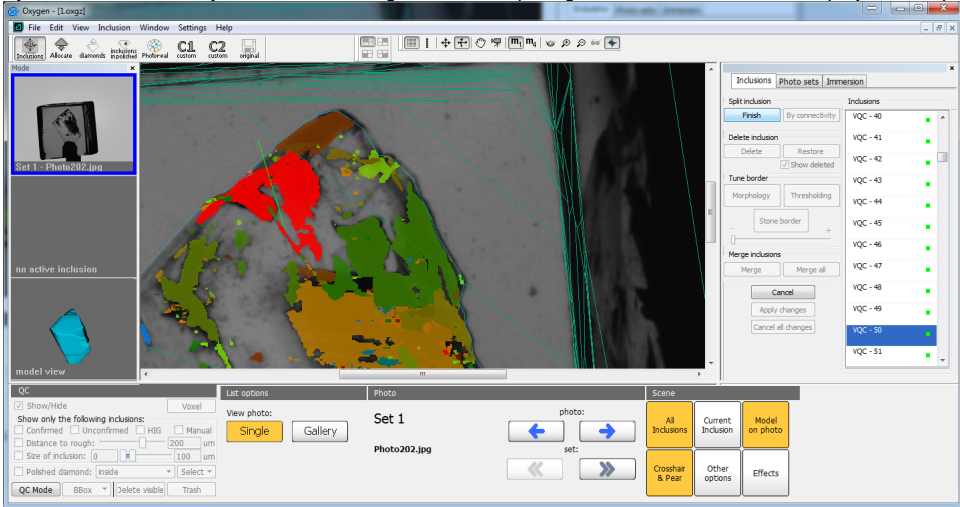 Oxygen - [1.oxgz]
File Edit View Inclusion Window Settings Help
Inclusions Allocate diamonds inclusions inpolished Photoreal C1 custom C2 custom original
m1 m4
Mode
Set 1 - Photo202.jpg
no active inclusion
model view
Inclusions Photo sets Immersion
Split inclusion
Finish By connectivity
Delete inclusion
Delete Restore
Show deleted
Tune border
Morphology Thresholding
Stone border
- +
Merge inclusions
Merge Merge all
Cancel
Apply changes
Cancel all changes
Inclusions
VQC - 40
VQC - 41
VQC - 42
VQC - 43
VQC - 44
VQC - 45
VQC - 46
VQC - 47
VQC - 48
VQC - 49
VQC - 50
VQC - 51
QC
Show/Hide Voxel
Show only the following inclusions:
Confirmed Unconfirmed HIG Manual
Distance to rough: 200 um
Size of inclusion: 0 100 um
Polished diamond: inside Select
QC Mode BBox Delete visible Trash
List options
View photo:
Single Gallery
Photo
Set 1
Photo202.jpg
photo:
set:
Scene
All Inclusions
Current Inclusion
Model on photo
Crosshair & Pear
Other options
Effects